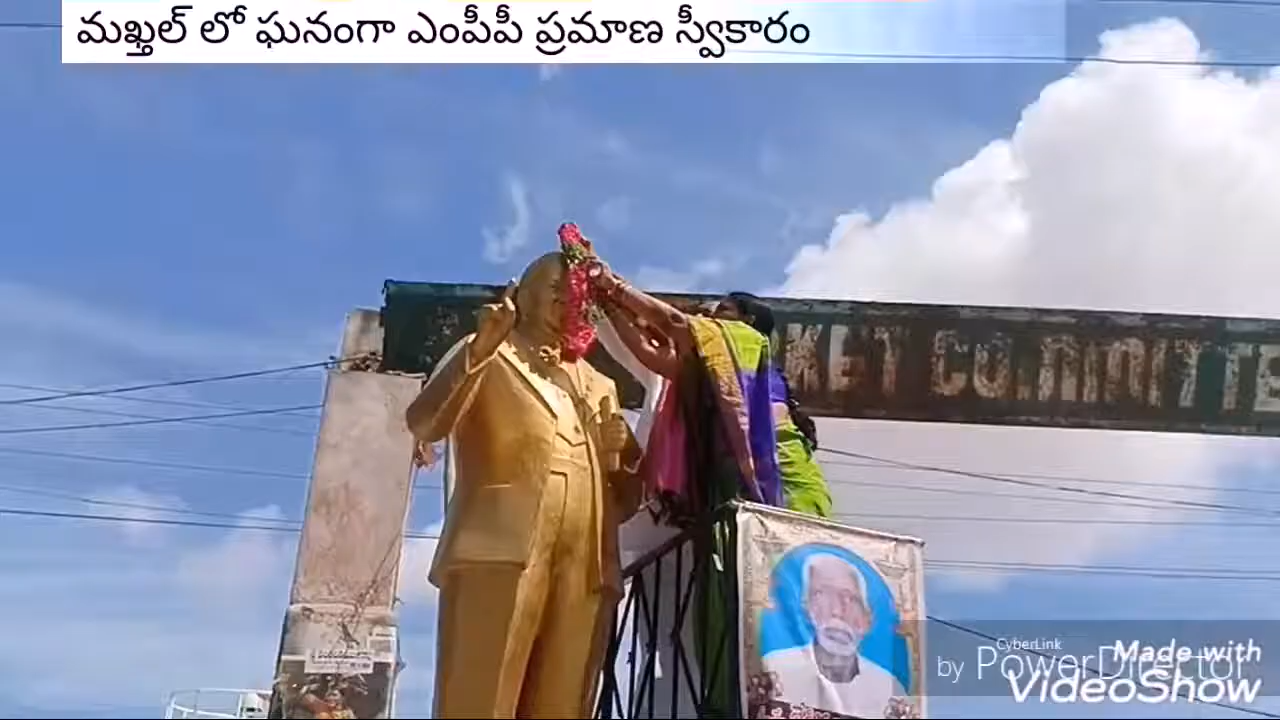 మఖ్తల్ లో ఘనంగా ఎంపీపీ ప్రమాణ స్వీకారం
KET COMMITTE
CyberLink
by PowerDirector
Made with
VideoShow